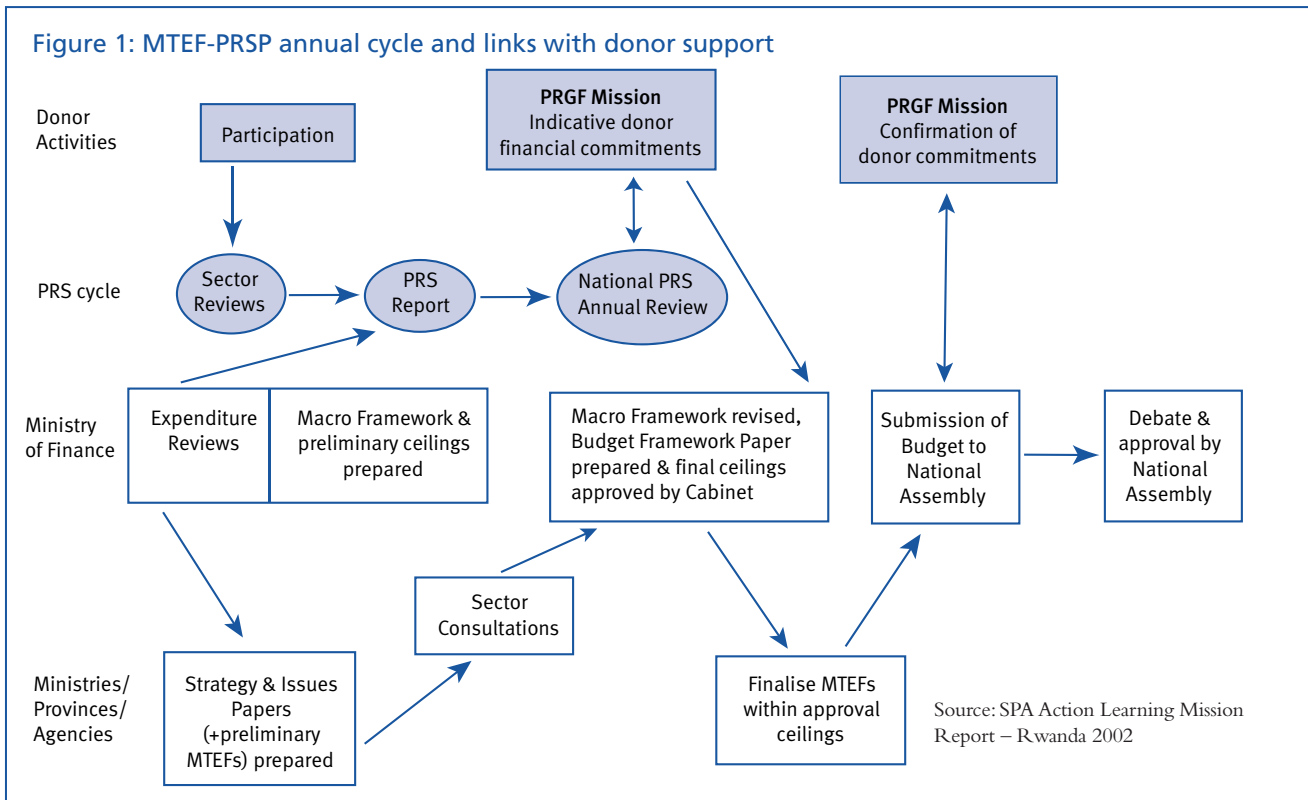 Figure 1: MTEF-PRSP annual cycle and links with donor support
Donor
Activities
Participation
PRGF Mission
Indicative donor
financial commitments
PRGF Mission
Confirmation of
donor commitments
PRS cycle
Sector
Reviews
PRS
Report
National PRS
Annual Review
Ministry
of Finance
Expenditure
Reviews
Macro Framework &
preliminary ceilings
prepared
Macro Framework revised,
Budget Framework Paper
prepared & final ceilings
approved by Cabinet
Submission of
Budget to
National
Assembly
Debate &
approval by
National
Assembly
Sector
Consultations
Ministries/
Provinces/
Agencies
Strategy & Issues
Papers
(+preliminary
MTEFs) prepared
Finalise MTEFs
within approval
ceilings
Source: SPA Action Learning Mission
Report – Rwanda 2002